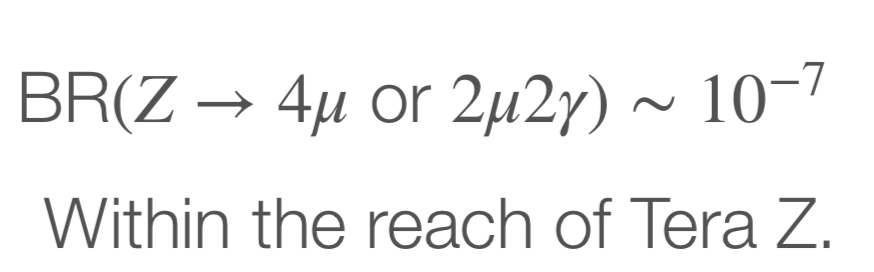 BR(Z → 4μ or 2μ2γ) ~ 10⁻⁷
Within the reach of Tera Z.